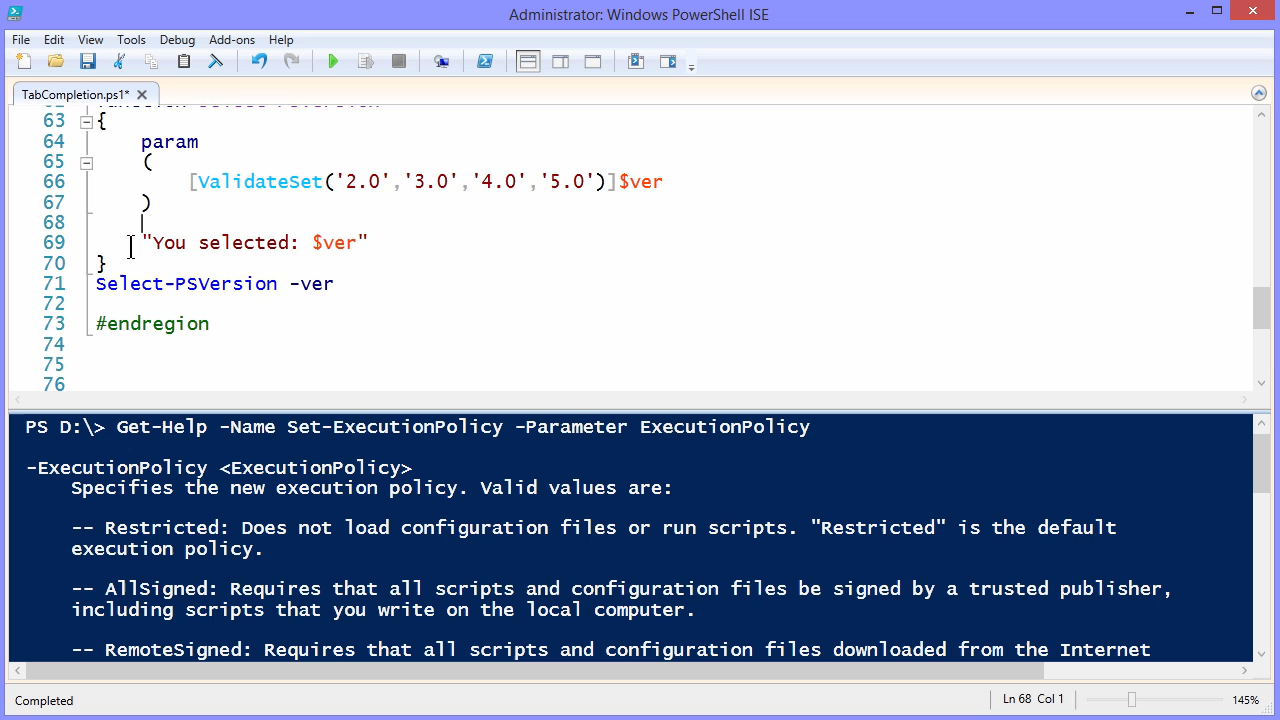 Administrator: Windows PowerShell ISE
File Edit View Tools Debug Add-ons Help
TabCompletion.ps1*
63 {
64 param
65 (
66 [ValidateSet('2.0','3.0','4.0','5.0')]$ver
67 )
68
69 "You selected: $ver"
70 }
71 Select-PSVersion -ver
72
73 #endregion
74
75
76
PS D:\> Get-Help -Name Set-ExecutionPolicy -Parameter ExecutionPolicy
-ExecutionPolicy <ExecutionPolicy>
Specifies the new execution policy. Valid values are:
-- Restricted: Does not load configuration files or run scripts. "Restricted" is the default
execution policy.
-- AllSigned: Requires that all scripts and configuration files be signed by a trusted publisher,
including scripts that you write on the local computer.
-- RemoteSigned: Requires that all scripts and configuration files downloaded from the Internet
Completed Ln 68 Col 1 145%